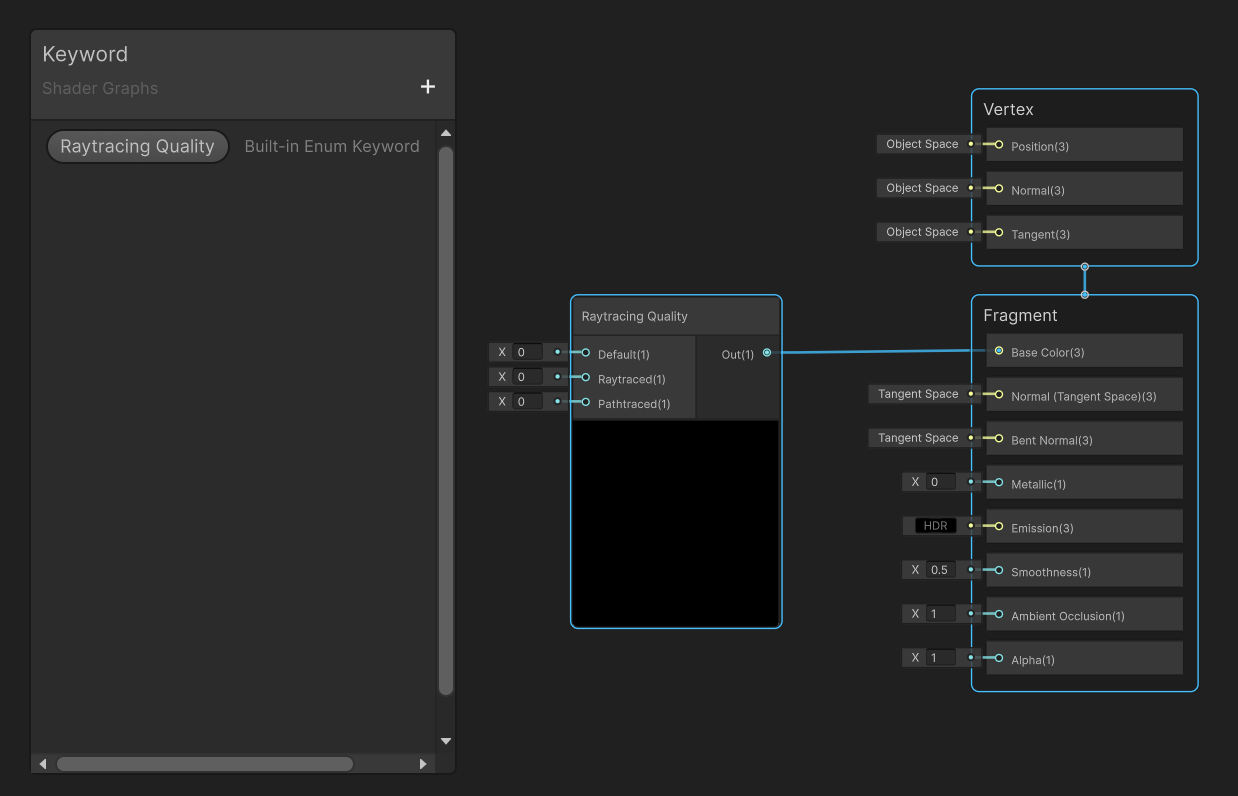 Keyword
Shader Graphs
+
Raytracing Quality Built-in Enum Keyword
Raytracing Quality
X 0 Default(1) Out(1)
X 0 Raytraced(1)
X 0 Pathtraced(1)
Vertex
Object Space Position(3)
Object Space Normal(3)
Object Space Tangent(3)
Fragment
Base Color(3)
Tangent Space Normal (Tangent Space)(3)
Tangent Space Bent Normal(3)
X 0 Metallic(1)
HDR Emission(3)
X 0.5 Smoothness(1)
X 1 Ambient Occlusion(1)
X 1 Alpha(1)